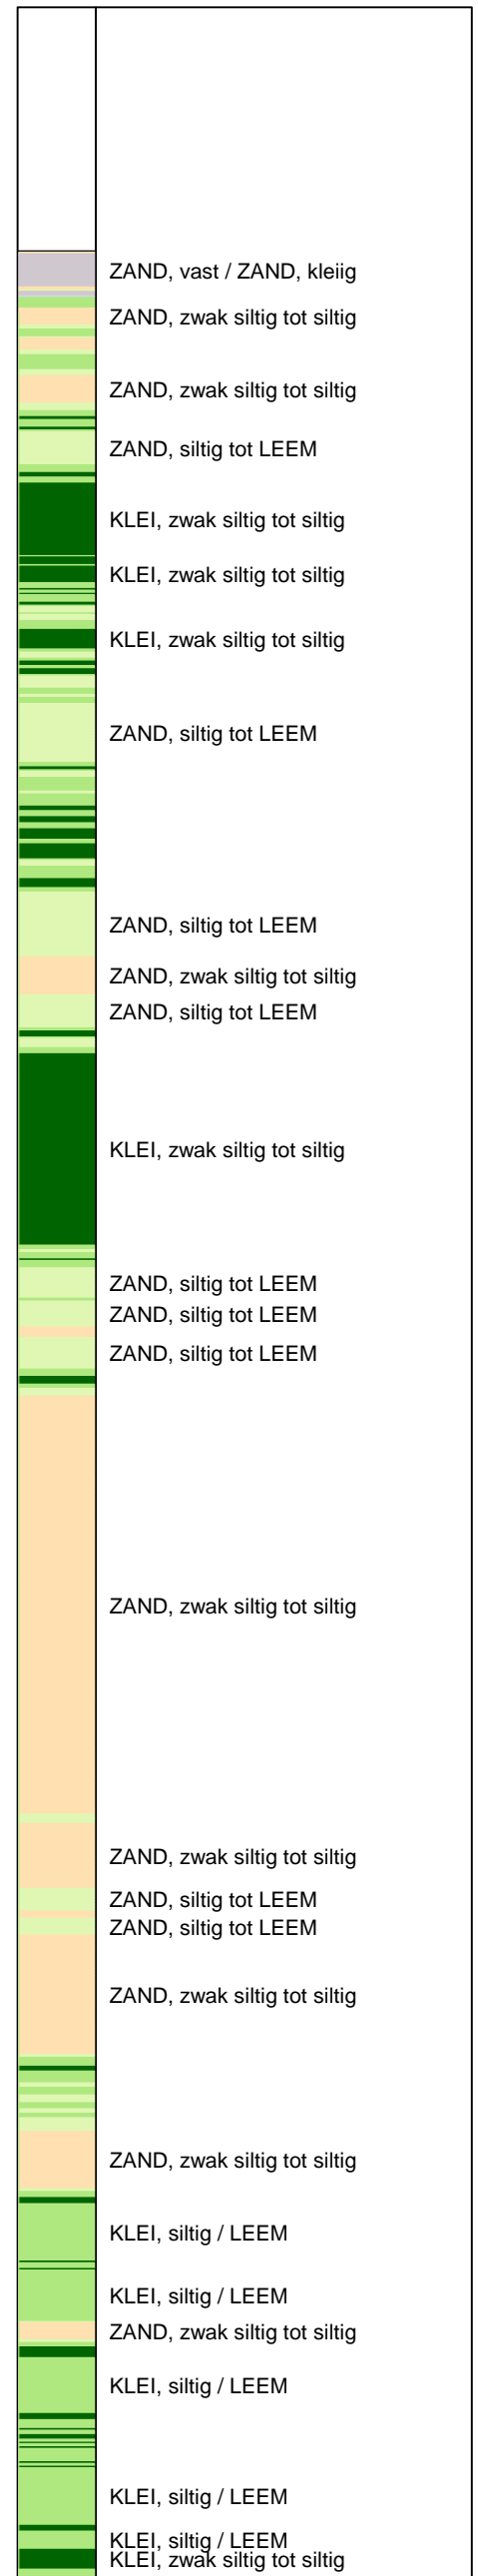 ZAND, vast / ZAND, kleiig
ZAND, zwak siltig tot siltig
ZAND, zwak siltig tot siltig
ZAND, siltig tot LEEM
KLEI, zwak siltig tot siltig
KLEI, zwak siltig tot siltig
KLEI, zwak siltig tot siltig
ZAND, siltig tot LEEM
ZAND, siltig tot LEEM
ZAND, zwak siltig tot siltig
ZAND, siltig tot LEEM
KLEI, zwak siltig tot siltig
ZAND, siltig tot LEEM
ZAND, siltig tot LEEM
ZAND, siltig tot LEEM
ZAND, zwak siltig tot siltig
ZAND, zwak siltig tot siltig
ZAND, siltig tot LEEM
ZAND, siltig tot LEEM
ZAND, zwak siltig tot siltig
ZAND, zwak siltig tot siltig
KLEI, siltig / LEEM
KLEI, siltig / LEEM
ZAND, zwak siltig tot siltig
KLEI, siltig / LEEM
KLEI, siltig / LEEM
KLEI, siltig / LEEM
KLEI, zwak siltig tot siltig